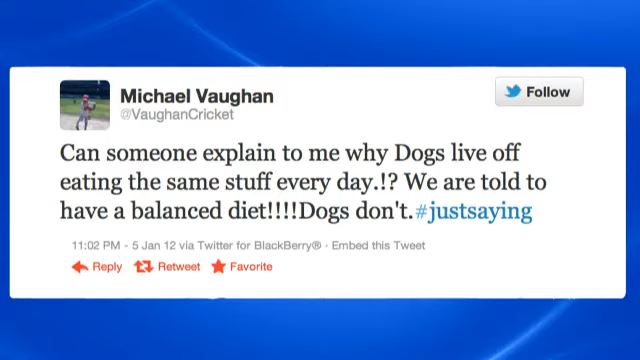 Michael Vaughan
@VaughanCricket
Follow
Can someone explain to me why Dogs live off
eating the same stuff every day.!? We are told to
have a balanced diet!!!!Dogs don't.#justsaying
11:02 PM - 5 Jan 12 via Twitter for BlackBerry® · Embed this Tweet
Reply Retweet Favorite